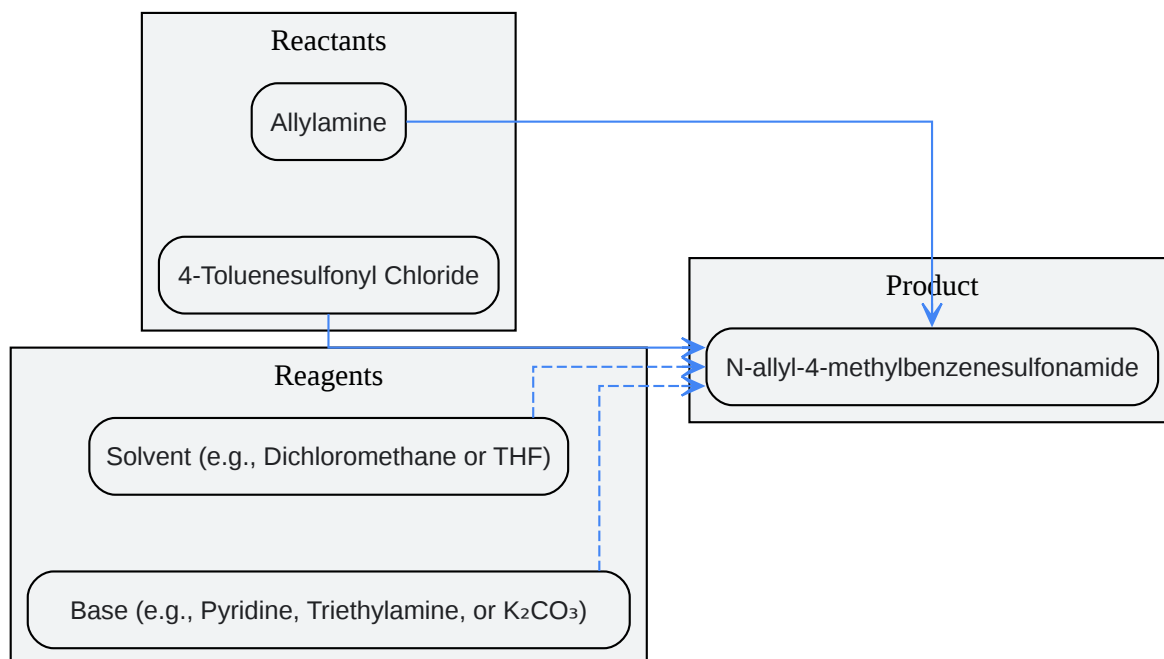 Reactants
Allylamine
4-Toluenesulfonyl Chloride
Product
N-allyl-4-methylbenzenesulfonamide
Reagents
Solvent (e.g., Dichloromethane or THF)
Base (e.g., Pyridine, Triethylamine, or K₂CO₃)